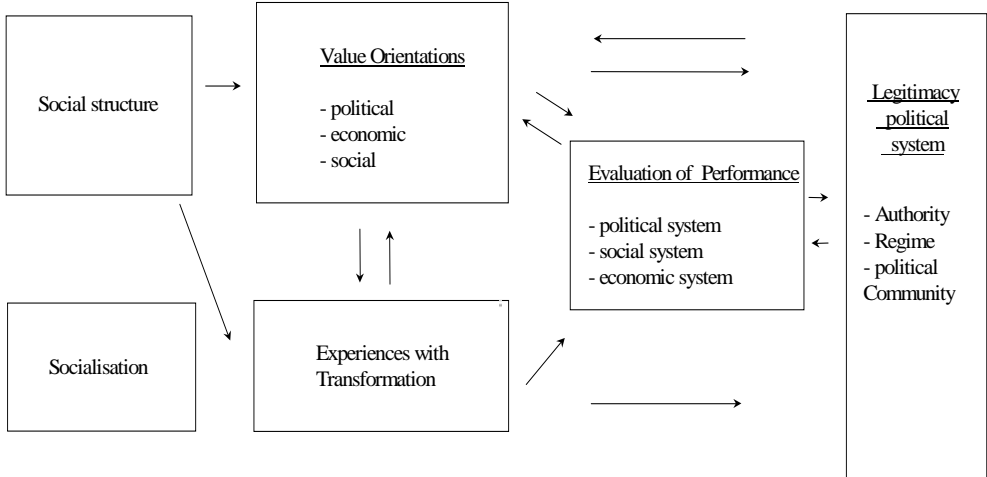 Social structure
Value Orientations
- political
- economic
- social
Evaluation of Performance
- political system
- social system
- economic system
Legitimacy
political
system
- Authority
- Regime
- political
Community
Socialisation
Experiences with
Transformation